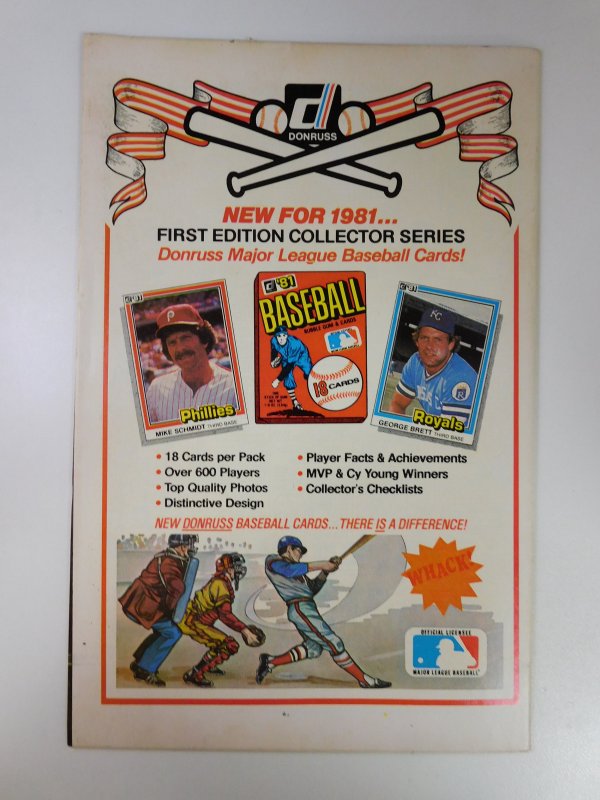 d
DONRUSS
NEW FOR 1981...
FIRST EDITION COLLECTOR SERIES
Donruss Major League Baseball Cards!
'81
Phillies
MIKE SCHMIDT THIRD BASE
'81
BASEBALL
BUBBLE GUM & CARDS
18 CARDS
'81
KC
Royals
GEORGE BRETT THIRD BASE
• 18 Cards per Pack
• Over 600 Players
• Top Quality Photos
• Distinctive Design
• Player Facts & Achievements
• MVP & Cy Young Winners
• Collector's Checklists
NEW DONRUSS BASEBALL CARDS...THERE IS A DIFFERENCE!
WHACK!
OFFICIAL LICENSEE
MAJOR LEAGUE BASEBALL